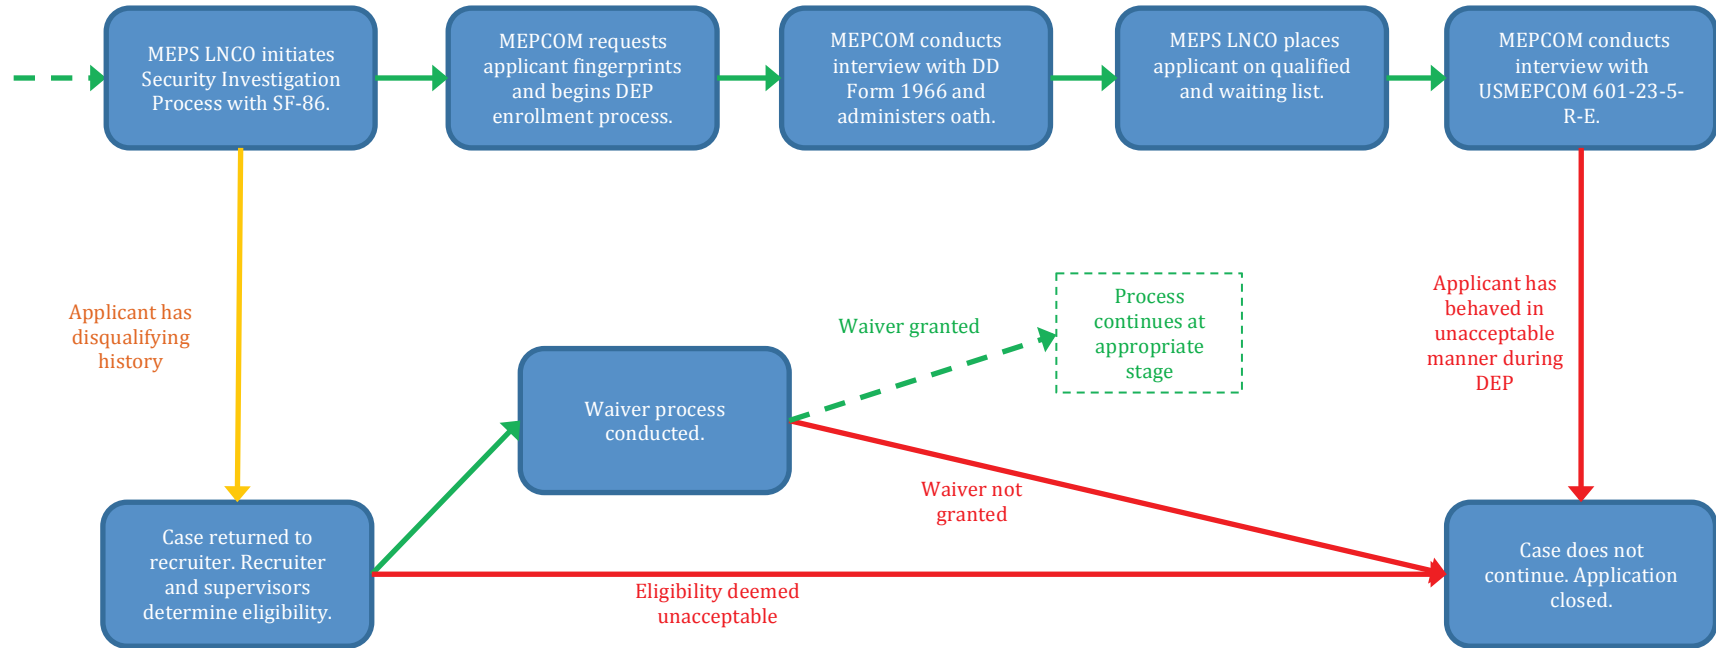 MEPS LNCO initiates
Security Investigation
Process with SF-86.
MEPCOM requests
applicant fingerprints
and begins DEP
enrollment process.
MEPCOM conducts
interview with DD
Form 1966 and
administers oath.
MEPS LNCO places
applicant on qualified
and waiting list.
MEPCOM conducts
interview with
USMEPCOM 601-23-5-
R-E.
Applicant has
disqualifying
history
Waiver granted
Process
continues at
appropriate
stage
Applicant has
behaved in
unacceptable
manner during
DEP
Waiver process
conducted.
Waiver not
granted
Case returned to
recruiter. Recruiter
and supervisors
determine eligibility.
Eligibility deemed
unacceptable
Case does not
continue. Application
closed.